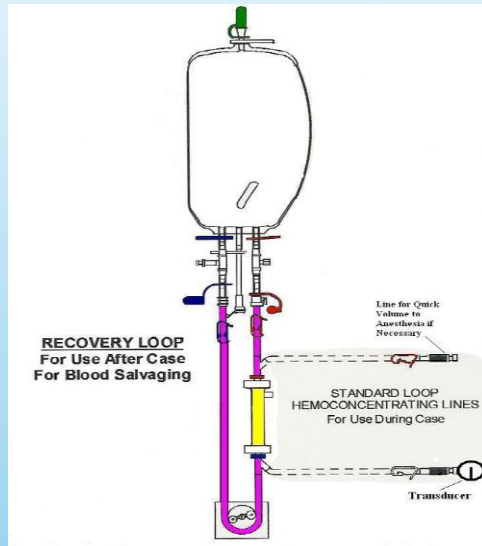 RECOVERY LOOP
For Use After Case
For Blood Salvaging
Line for Quick
Volume to
Anesthesia if
Necessary
STANDARD LOOP
HEMOCONCENTRATING LINES
For Use During Case
Transducer